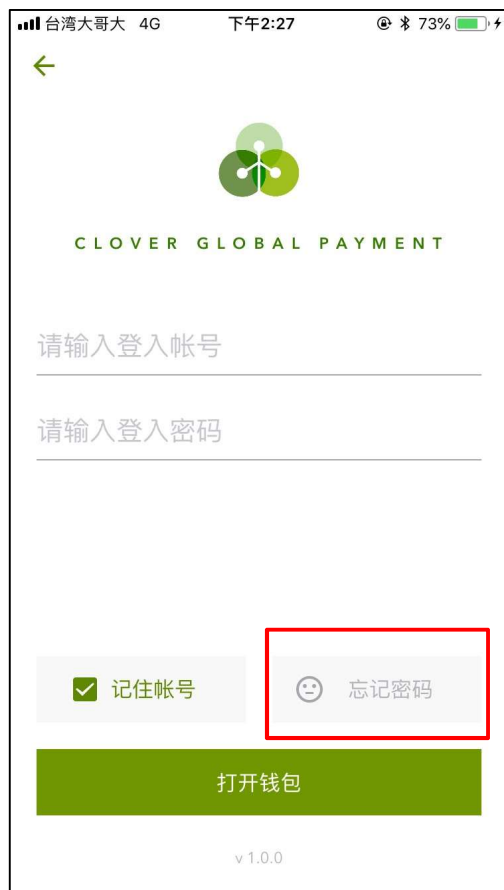 台湾大哥大 4G 下午2:27 73%
CLOVER GLOBAL PAYMENT
请输入登入帐号
请输入登入密码
记住帐号 忘记密码
打开钱包
v 1.0.0